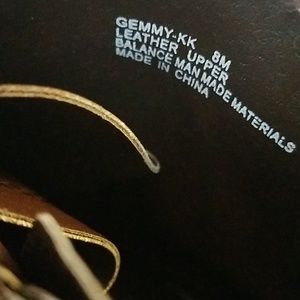 GEMMY-KK 8M
LEATHER UPPER
BALANCE MAN MADE MATERIALS
MADE IN CHINA